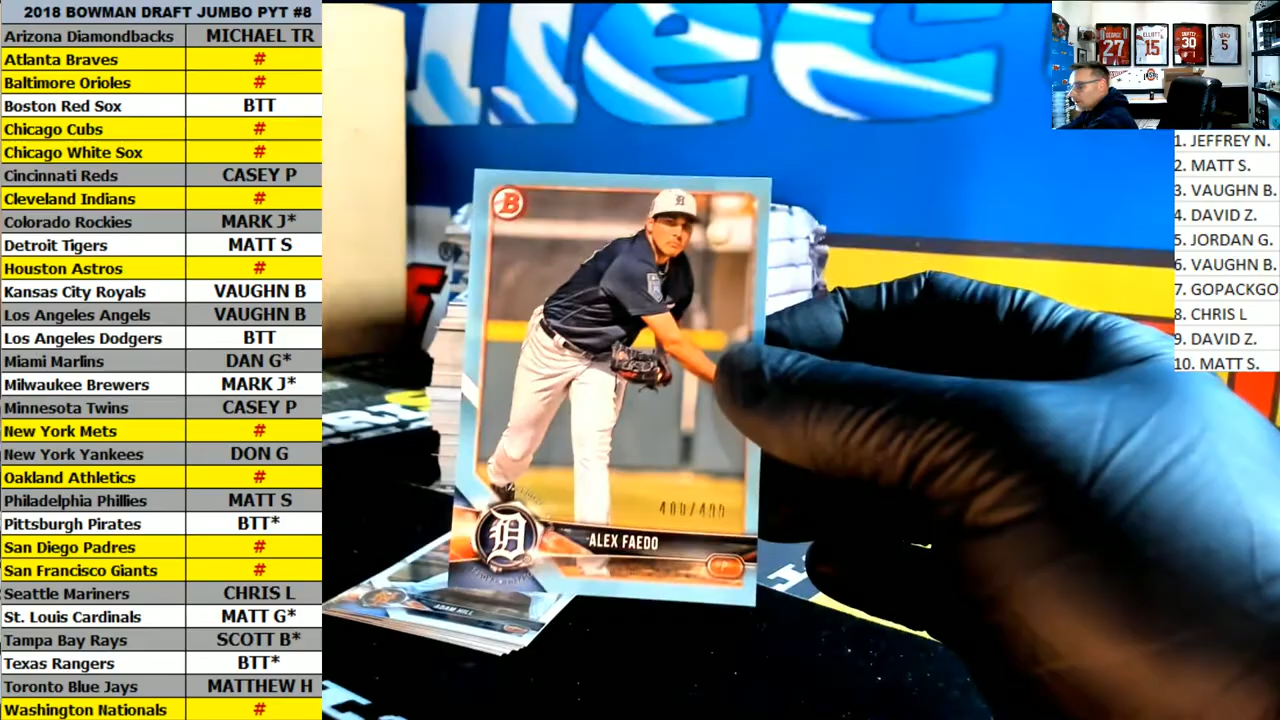 2018 BOWMAN DRAFT JUMBO PYT #8
Arizona Diamondbacks MICHAEL TR
Atlanta Braves #
Baltimore Orioles #
Boston Red Sox BTT
Chicago Cubs #
Chicago White Sox #
Cincinnati Reds CASEY P
Cleveland Indians #
Colorado Rockies MARK J*
Detroit Tigers MATT S
Houston Astros #
Kansas City Royals VAUGHN B
Los Angeles Angels VAUGHN B
Los Angeles Dodgers BTT
Miami Marlins DAN G*
Milwaukee Brewers MARK J*
Minnesota Twins CASEY P
New York Mets #
New York Yankees DON G
Oakland Athletics #
Philadelphia Phillies MATT S
Pittsburgh Pirates BTT*
San Diego Padres #
San Francisco Giants #
Seattle Mariners CHRIS L
St. Louis Cardinals MATT G*
Tampa Bay Rays SCOTT B*
Texas Rangers BTT*
Toronto Blue Jays MATTHEW H
Washington Nationals #
B
D
ALEX FAEDO
P
ADAM HILL
27
15
30
5
1. JEFFREY N.
2. MATT S.
3. VAUGHN B.
4. DAVID Z.
5. JORDAN G.
6. VAUGHN B.
7. GOPACKGO
8. CHRIS L
9. DAVID Z.
10. MATT S.